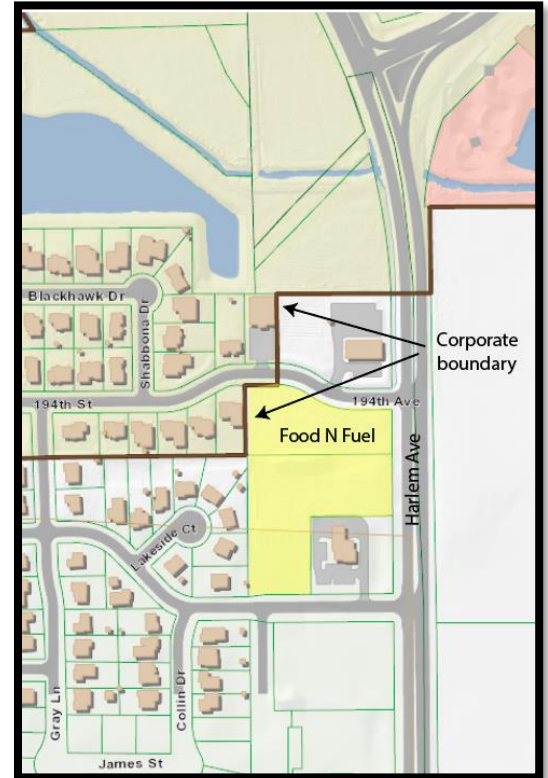 Blackhawk Dr
Shabbona Dr
Corporate
boundary
194th St
194th Ave
Food N Fuel
Harlem Ave
Lakeside Ct
Gray Ln
Collin Dr
James St